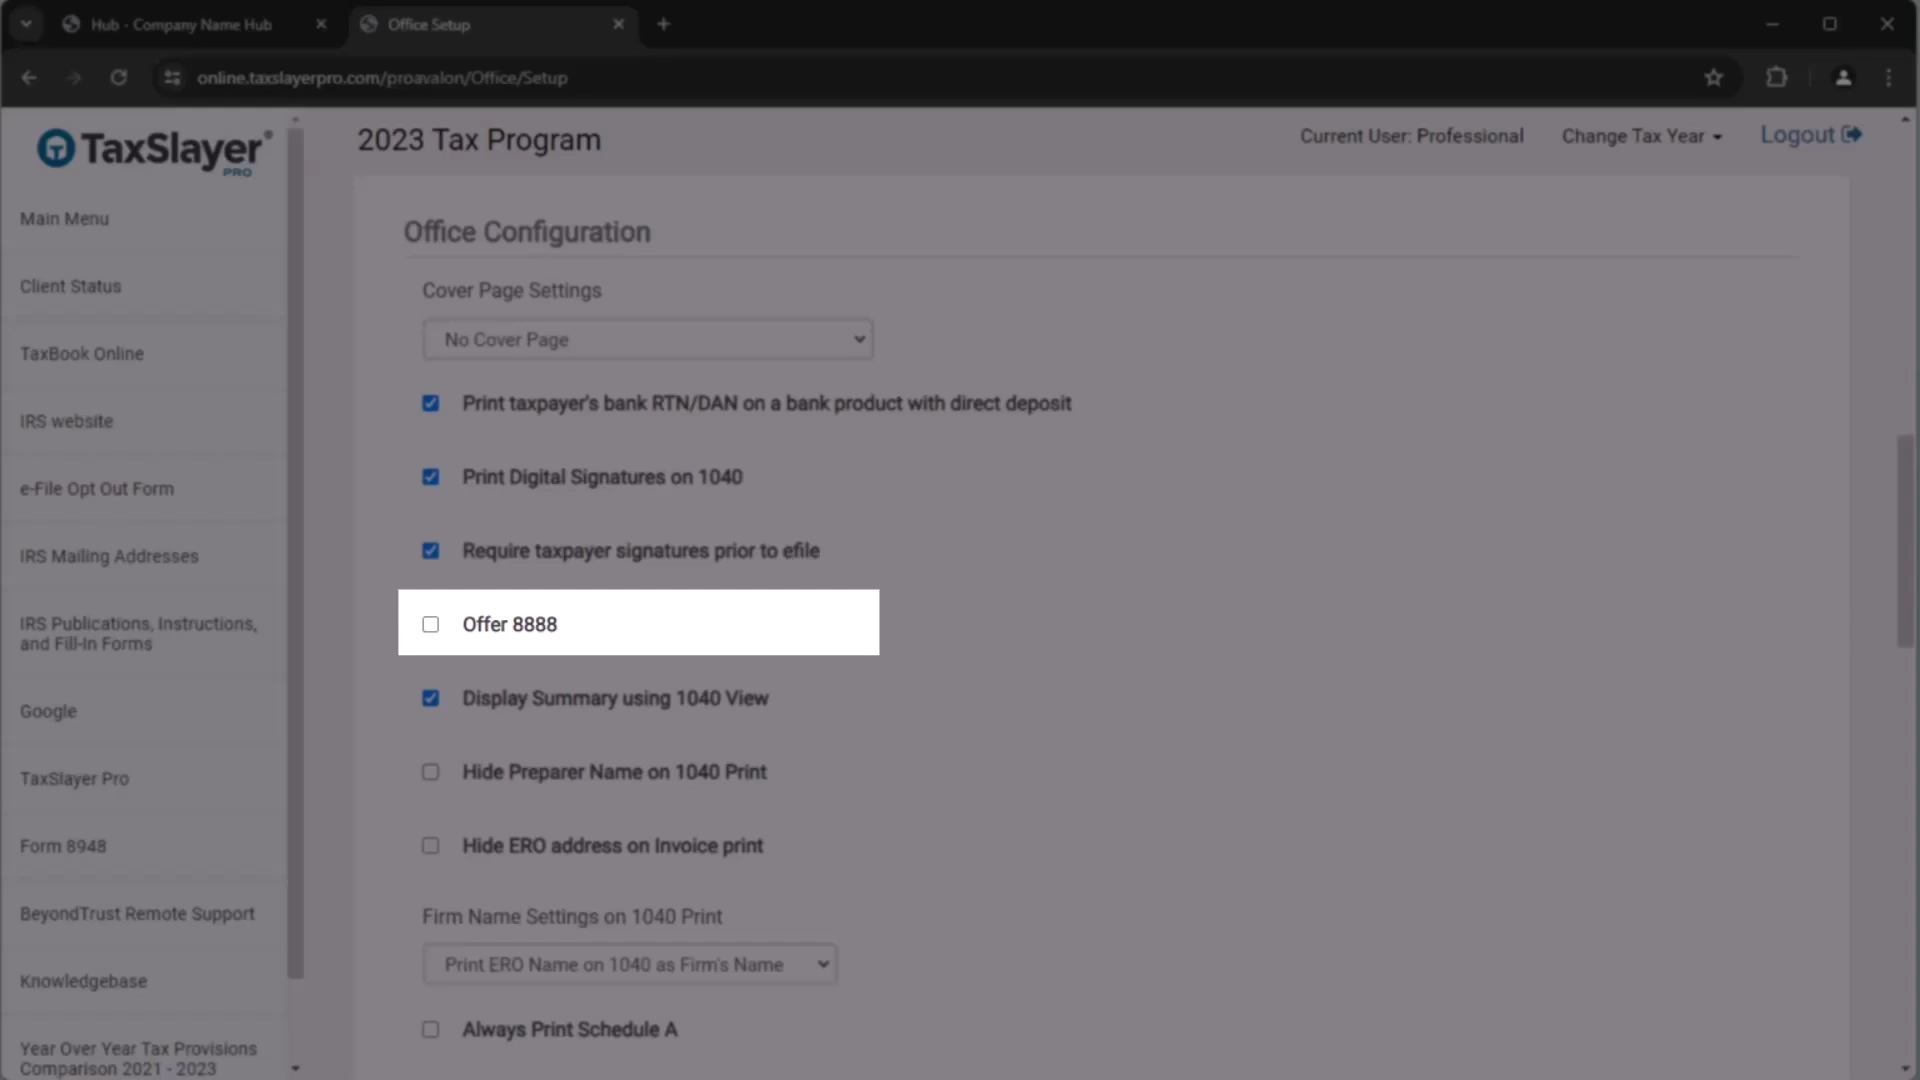 Hub - Company Name Hub
Office Setup
online.taxslayerpro.com/proavalon/Office/Setup
TaxSlayer®
PRO
2023 Tax Program
Current User: Professional
Change Tax Year
Logout
Main Menu
Client Status
TaxBook Online
IRS website
e-File Opt Out Form
IRS Mailing Addresses
IRS Publications, Instructions,
and Fill-In Forms
Google
TaxSlayer Pro
Form 8948
BeyondTrust Remote Support
Knowledgebase
Year Over Year Tax Provisions
Comparison 2021 - 2023
Office Configuration
Cover Page Settings
No Cover Page
Print taxpayer's bank RTN/DAN on a bank product with direct deposit
Print Digital Signatures on 1040
Require taxpayer signatures prior to efile
Offer 8888
Display Summary using 1040 View
Hide Preparer Name on 1040 Print
Hide ERO address on Invoice print
Firm Name Settings on 1040 Print
Print ERO Name on 1040 as Firm's Name
Always Print Schedule A